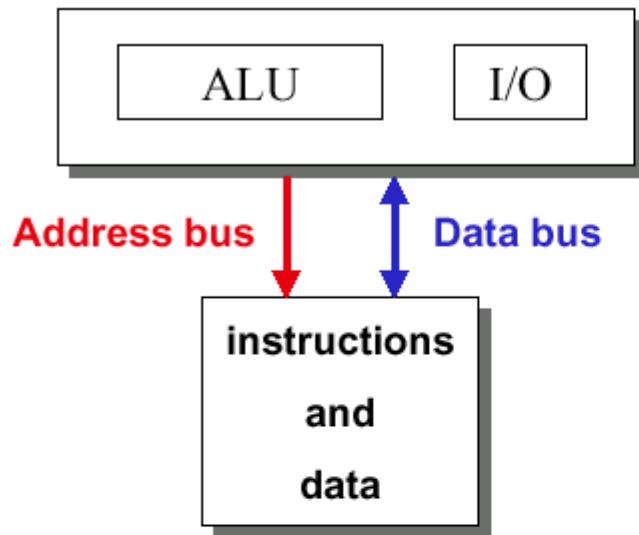 ALU
I/O
Address bus
Data bus
instructions
and
data